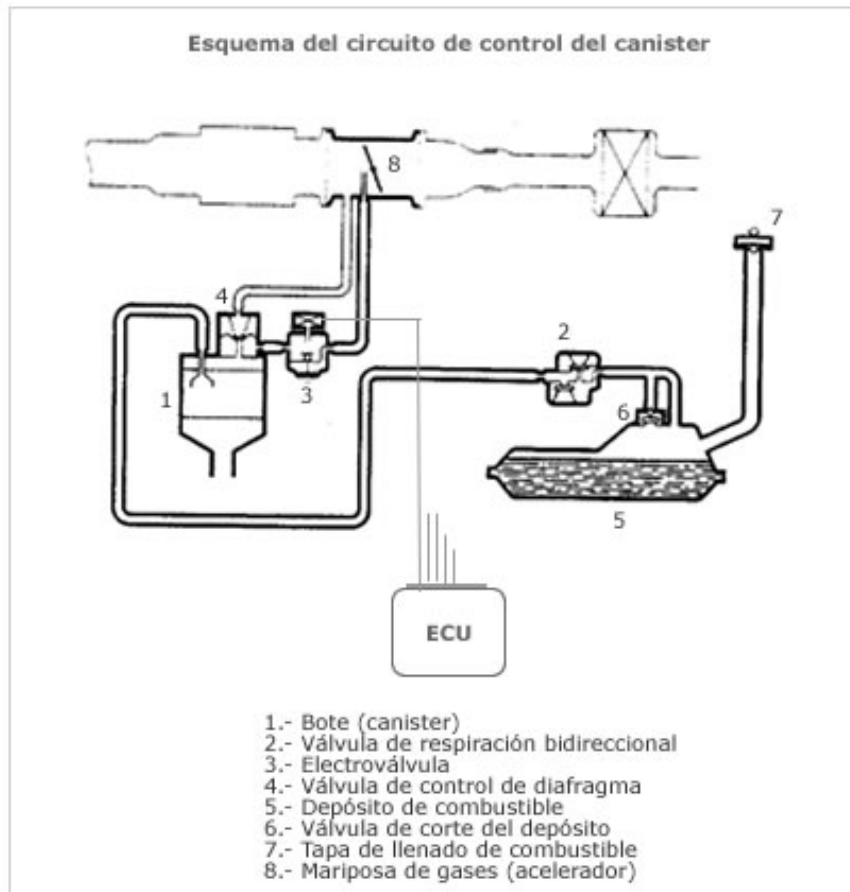 Esquema del circuito de control del canister
8
7
4
2
1
3
6
5
ECU
1.- Bote (canister)
2.- Válvula de respiración bidireccional
3.- Electroválvula
4.- Válvula de control de diafragma
5.- Depósito de combustible
6.- Válvula de corte del depósito
7.- Tapa de llenado de combustible
8.- Mariposa de gases (acelerador)